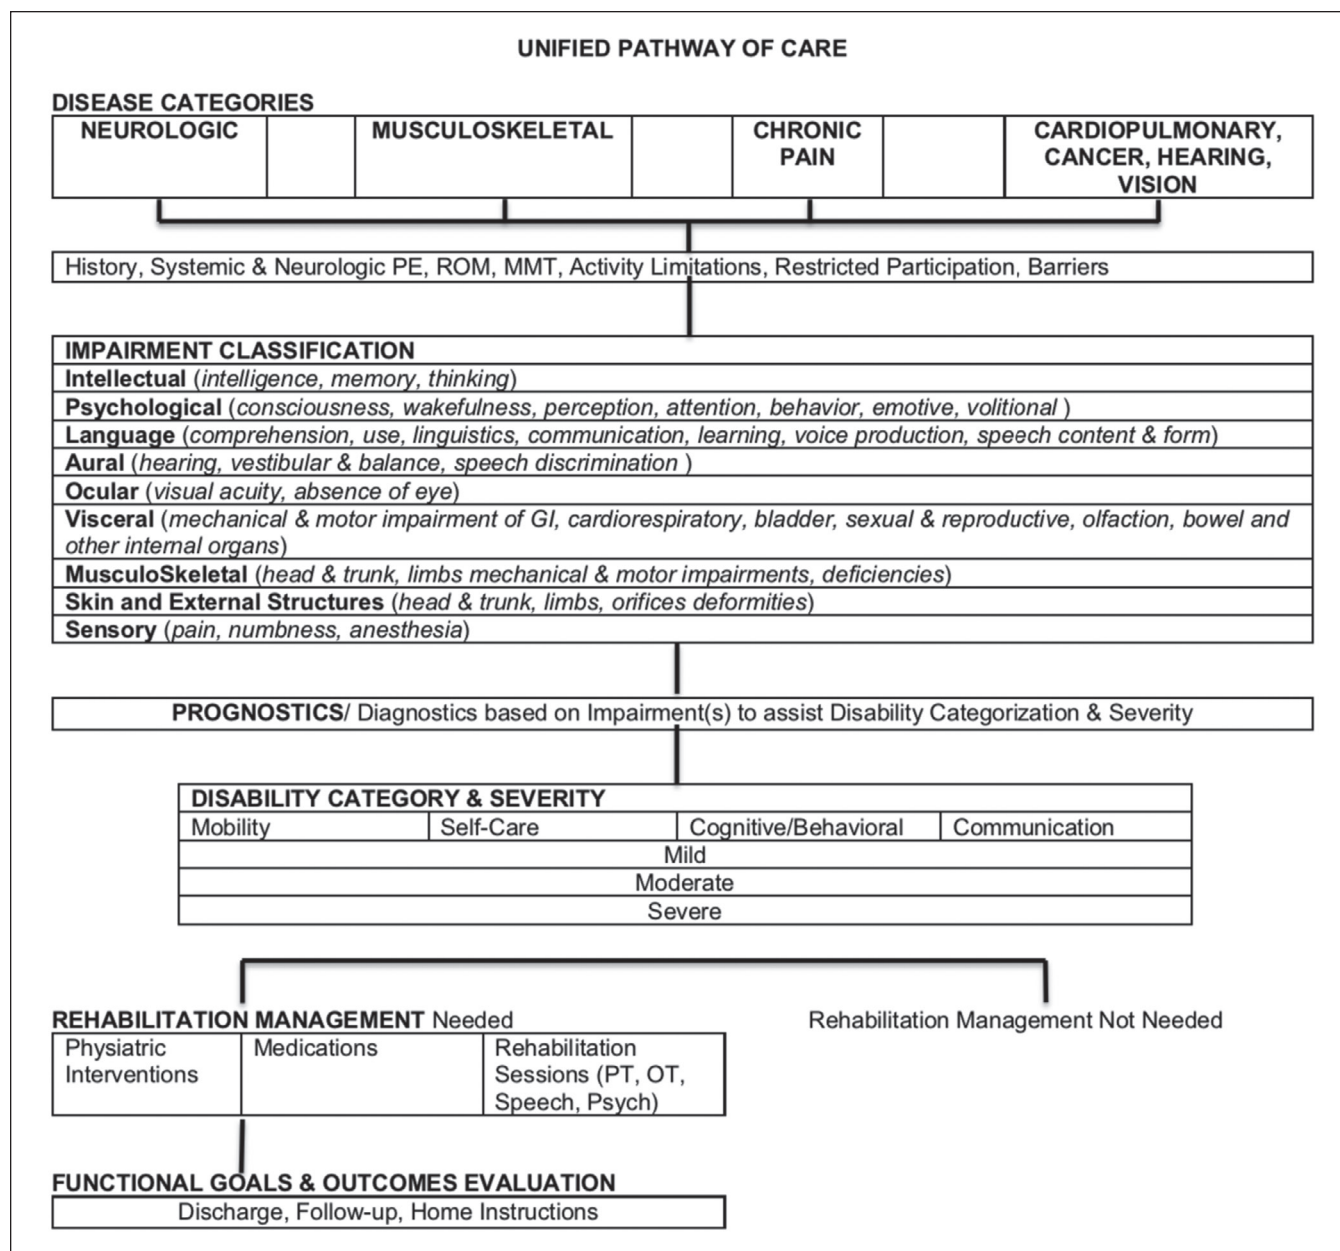 UNIFIED PATHWAY OF CARE
DISEASE CATEGORIES
NEUROLOGIC
MUSCULOSKELETAL
CHRONIC
PAIN
CARDIOPULMONARY,
CANCER, HEARING,
VISION
History, Systemic & Neurologic PE, ROM, MMT, Activity Limitations, Restricted Participation, Barriers
IMPAIRMENT CLASSIFICATION
Intellectual (intelligence, memory, thinking)
Psychological (consciousness, wakefulness, perception, attention, behavior, emotive, volitional )
Language (comprehension, use, linguistics, communication, learning, voice production, speech content & form)
Aural (hearing, vestibular & balance, speech discrimination )
Ocular (visual acuity, absence of eye)
Visceral (mechanical & motor impairment of GI, cardiorespiratory, bladder, sexual & reproductive, olfaction, bowel and
other internal organs)
MusculoSkeletal (head & trunk, limbs mechanical & motor impairments, deficiencies)
Skin and External Structures (head & trunk, limbs, orifices deformities)
Sensory (pain, numbness, anesthesia)
PROGNOSTICS/ Diagnostics based on Impairment(s) to assist Disability Categorization & Severity
DISABILITY CATEGORY & SEVERITY
Mobility
Self-Care
Cognitive/Behavioral
Communication
Mild
Moderate
Severe
REHABILITATION MANAGEMENT Needed
Rehabilitation Management Not Needed
Physiatric
Interventions
Medications
Rehabilitation
Sessions (PT, OT,
Speech, Psych)
FUNCTIONAL GOALS & OUTCOMES EVALUATION
Discharge, Follow-up, Home Instructions